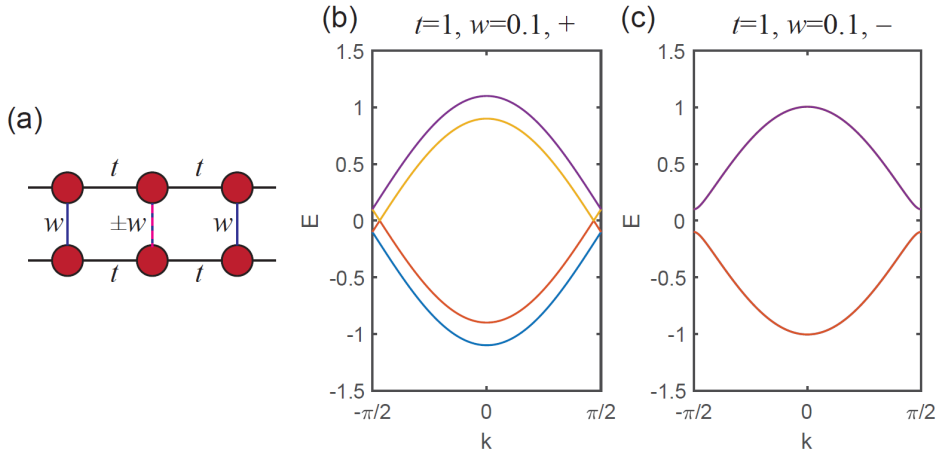 (a)
t t
w ±w w
t t
(b) t=1, w=0.1, +
1.5
1
0.5
0
-0.5
-1
-1.5
E
-π/2 0 π/2
k
(c) t=1, w=0.1, –
1.5
1
0.5
0
-0.5
-1
-1.5
E
-π/2 0 π/2
k